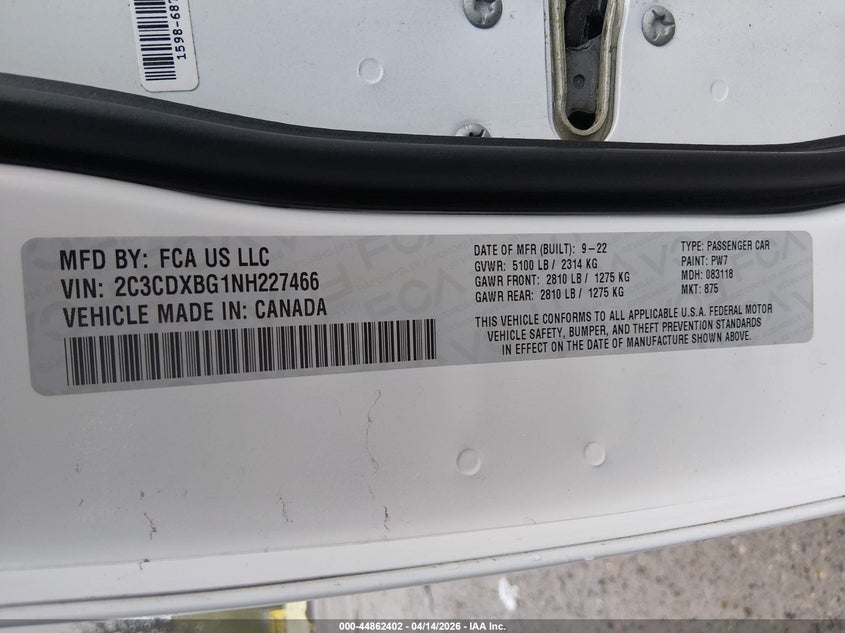 1598-687
MFD BY: FCA US LLC
VIN: 2C3CDXBG1NH227466
VEHICLE MADE IN: CANADA
DATE OF MFR (BUILT): 9-22
GVWR: 5100 LB / 2314 KG
GAWR FRONT: 2810 LB / 1275 KG
GAWR REAR: 2810 LB / 1275 KG
TYPE: PASSENGER CAR
PAINT: PW7
MDH: 083118
MKT: 875
THIS VEHICLE CONFORMS TO ALL APPLICABLE U.S.A. FEDERAL MOTOR
VEHICLE SAFETY, BUMPER, AND THEFT PREVENTION STANDARDS
IN EFFECT ON THE DATE OF MANUFACTURE SHOWN ABOVE.
000-44862402 - 04/14/2026 - IAA Inc.